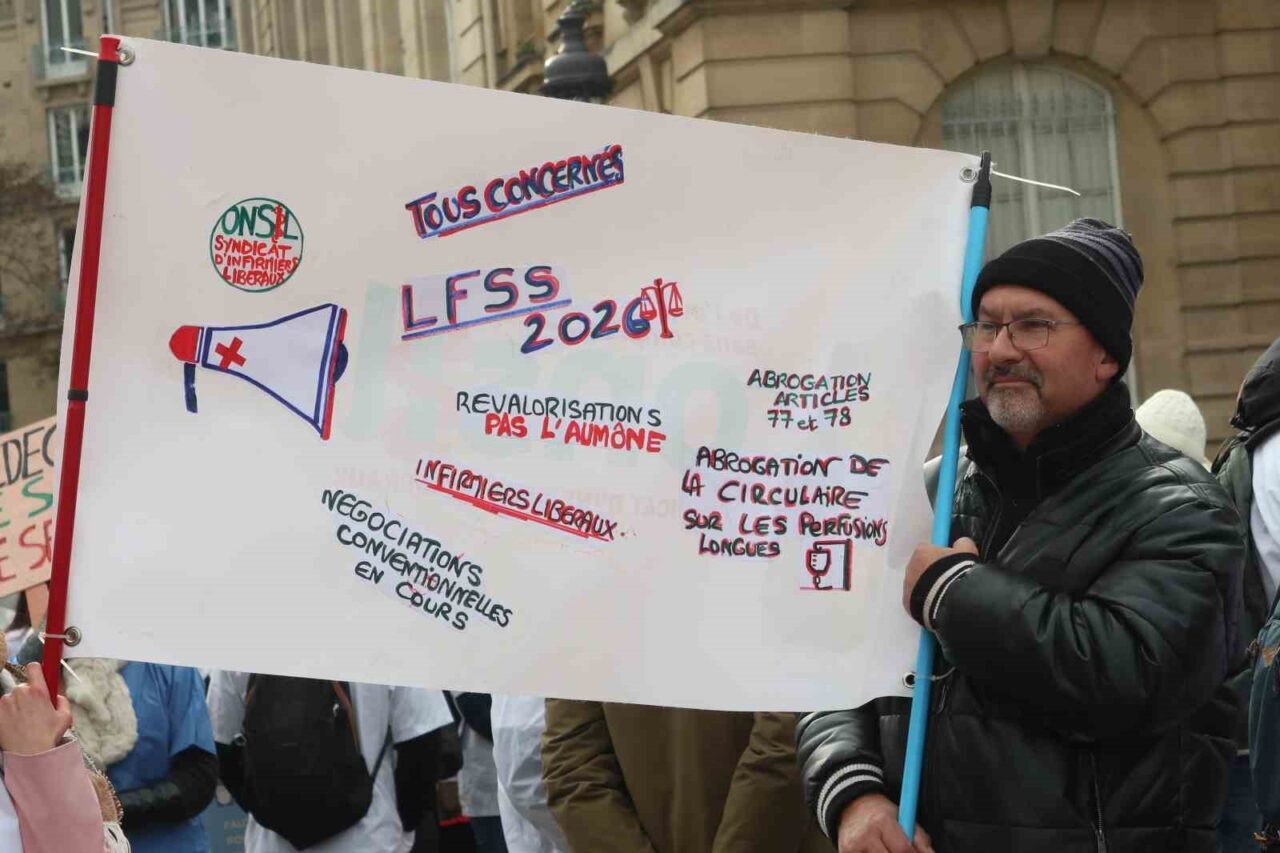 ONSIL
SYNDICAT
D'INFIRMIERS
LIBERAUX
TOUS CONCERNÉS
LFSS
2026
REVALORISATIONS
PAS L'AUMÔNE
INFIRMIERS LIBERAUX
NEGOCIATIONS
CONVENTIONNELLES
EN COURS
ABROGATION
ARTICLES
77 et 78
ABROGATION DE
LA CIRCULAIRE
SUR LES PERFUSIONS
LONGUES